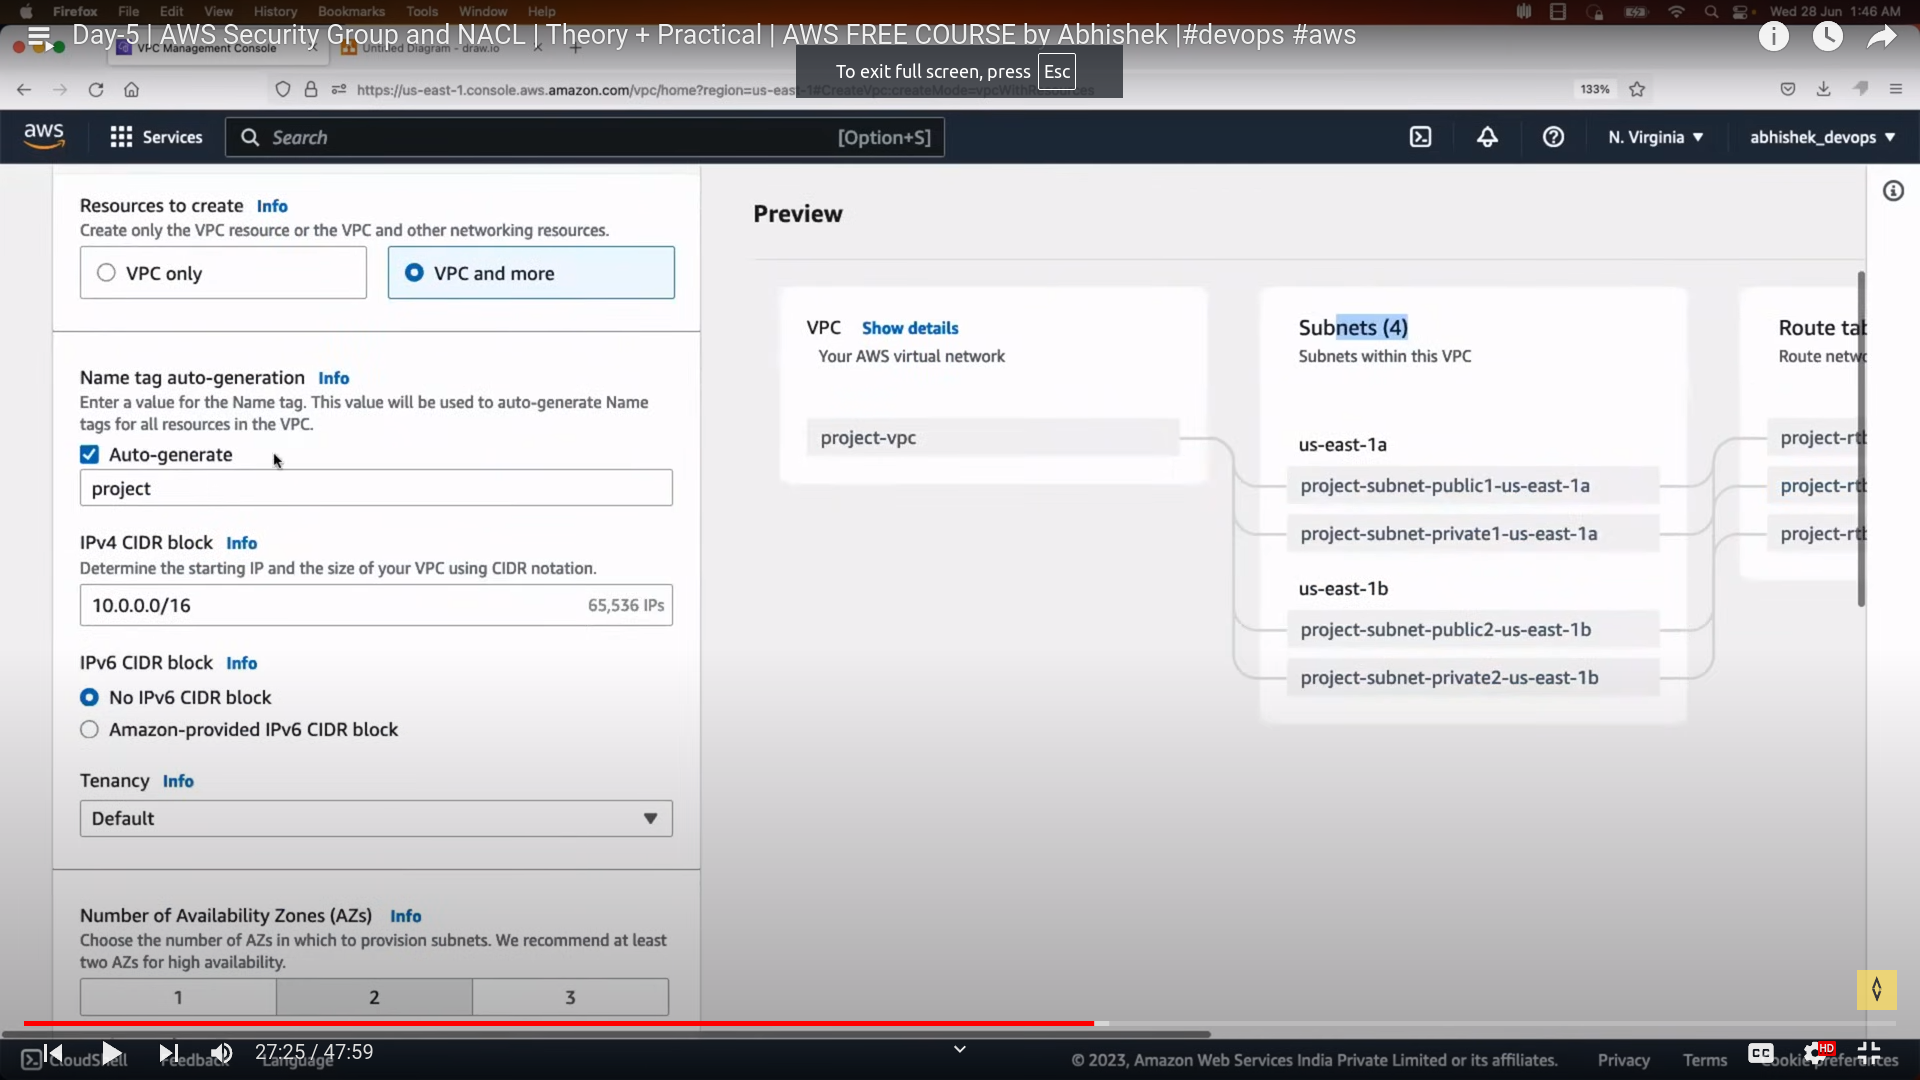 Firefox File Edit View History Bookmarks Tools Window Help Wed 28 Jun 1:46 AM
Day-5 | AWS Security Group and NACL | Theory + Practical | AWS FREE COURSE by Abhishek |#devops #aws
VPC Management Console Untitled Diagram - draw.io
To exit full screen, press Esc
https://us-east-1.console.aws.amazon.com/vpc/home?region=us-east-1#CreateVpc:createMode=vpcWithResources 133%
aws Services Search [Option+S] N. Virginia abhishek_devops
Resources to create Info
Create only the VPC resource or the VPC and other networking resources.
VPC only VPC and more
Name tag auto-generation Info
Enter a value for the Name tag. This value will be used to auto-generate Name
tags for all resources in the VPC.
Auto-generate
project
IPv4 CIDR block Info
Determine the starting IP and the size of your VPC using CIDR notation.
10.0.0.0/16 65,536 IPs
IPv6 CIDR block Info
No IPv6 CIDR block
Amazon-provided IPv6 CIDR block
Tenancy Info
Default
Number of Availability Zones (AZs) Info
Choose the number of AZs in which to provision subnets. We recommend at least
two AZs for high availability.
1 2 3
Preview
VPC Show details
Your AWS virtual network
project-vpc
Subnets (4)
Subnets within this VPC
us-east-1a
project-subnet-public1-us-east-1a
project-subnet-private1-us-east-1a
us-east-1b
project-subnet-public2-us-east-1b
project-subnet-private2-us-east-1b
Route tab
Route netwo
project-rtb
project-rtb
project-rtb
CloudShell Feedback Language
27:25 / 47:59
© 2023, Amazon Web Services India Private Limited or its affiliates. Privacy Terms Cookie preferences
CC HD